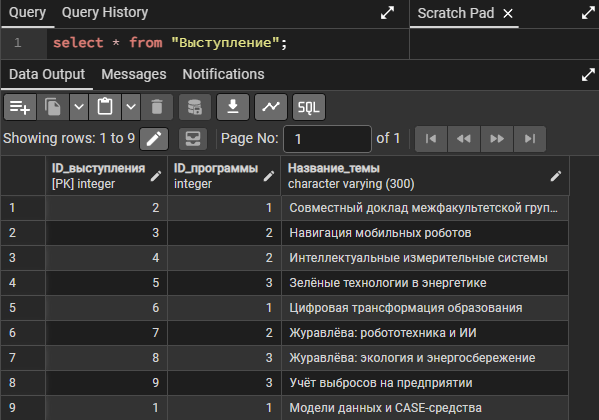 Query Query History Scratch Pad
1 select * from "Выступление";
Data Output Messages Notifications
SQL
Showing rows: 1 to 9 Page No: 1 of 1
ID_выступления ID_программы Название_темы
[PK] integer integer character varying (300)
1 2 1 Совместный доклад межфакультетской груп…
2 3 2 Навигация мобильных роботов
3 4 2 Интеллектуальные измерительные системы
4 5 3 Зелёные технологии в энергетике
5 6 1 Цифровая трансформация образования
6 7 2 Журавлёва: робототехника и ИИ
7 8 3 Журавлёва: экология и энергосбережение
8 9 3 Учёт выбросов на предприятии
9 1 1 Модели данных и CASE-средства